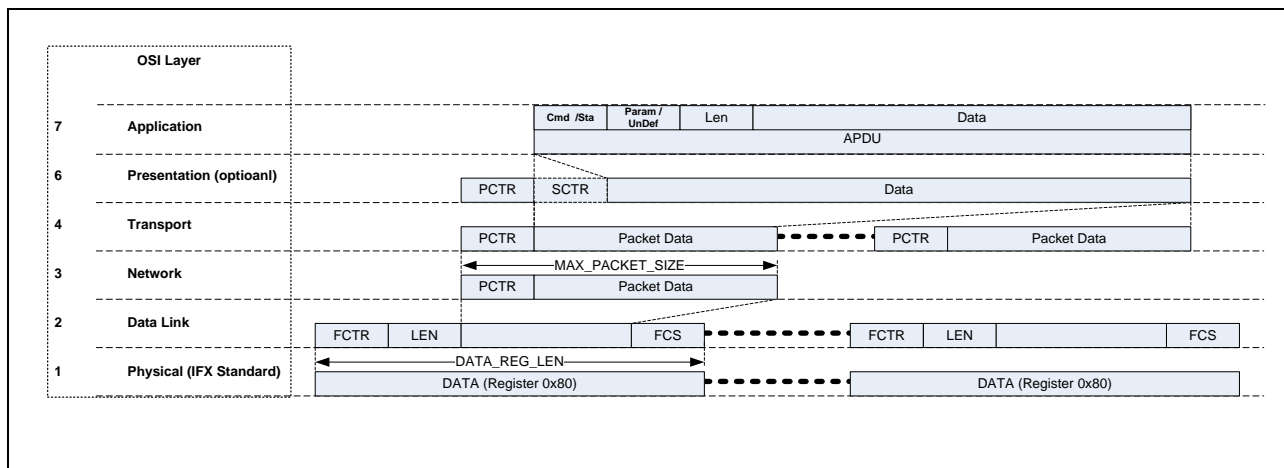 OSI Layer
7 Application
Cmd /Sta Param / UnDef Len Data
APDU
6 Presentation (optioanl)
PCTR SCTR Data
4 Transport
PCTR Packet Data PCTR Packet Data
3 Network
MAX_PACKET_SIZE
PCTR Packet Data
2 Data Link
FCTR LEN FCS FCTR LEN FCS
DATA_REG_LEN
1 Physical (IFX Standard)
DATA (Register 0x80) DATA (Register 0x80)